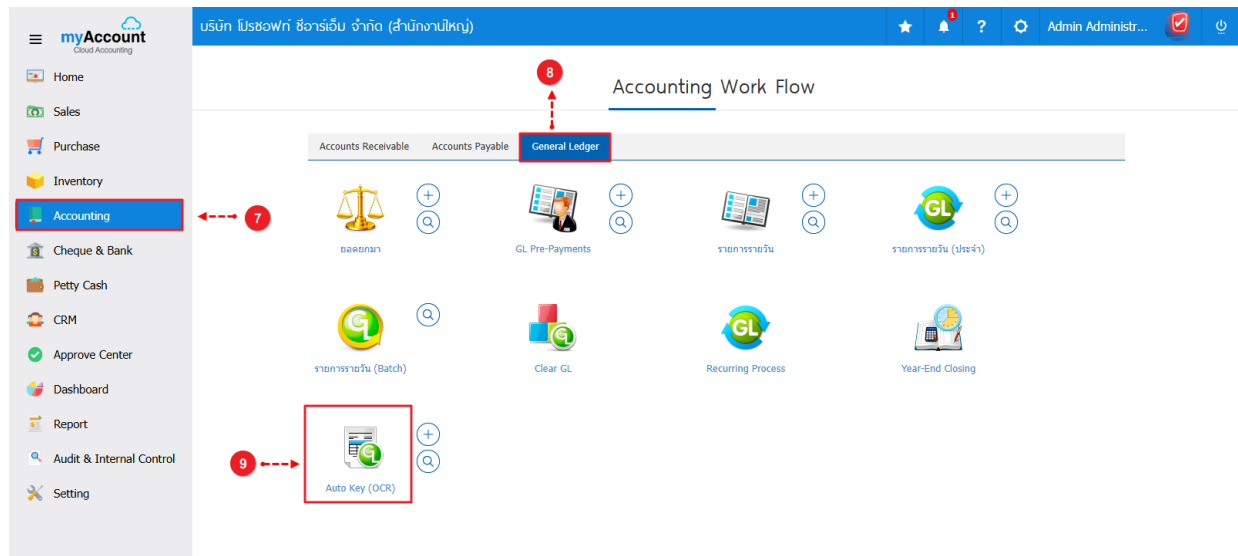 myAccount
Cloud Accounting
บริษัท โปรซอฟท์ ซีอาร์เอ็ม จำกัด (สำนักงานใหญ่)
1
?
Admin Administr...
Home
Sales
Purchase
Inventory
Accounting
Cheque & Bank
Petty Cash
CRM
Approve Center
Dashboard
Report
Audit & Internal Control
Setting
7
8
Accounting Work Flow
Accounts Receivable
Accounts Payable
General Ledger
GL
ยอดยกมา
GL Pre-Payments
รายการรายวัน
รายการรายวัน (ประจำ)
G
G
GL
รายการรายวัน (Batch)
Clear GL
Recurring Process
Year-End Closing
9
G
Auto Key (OCR)